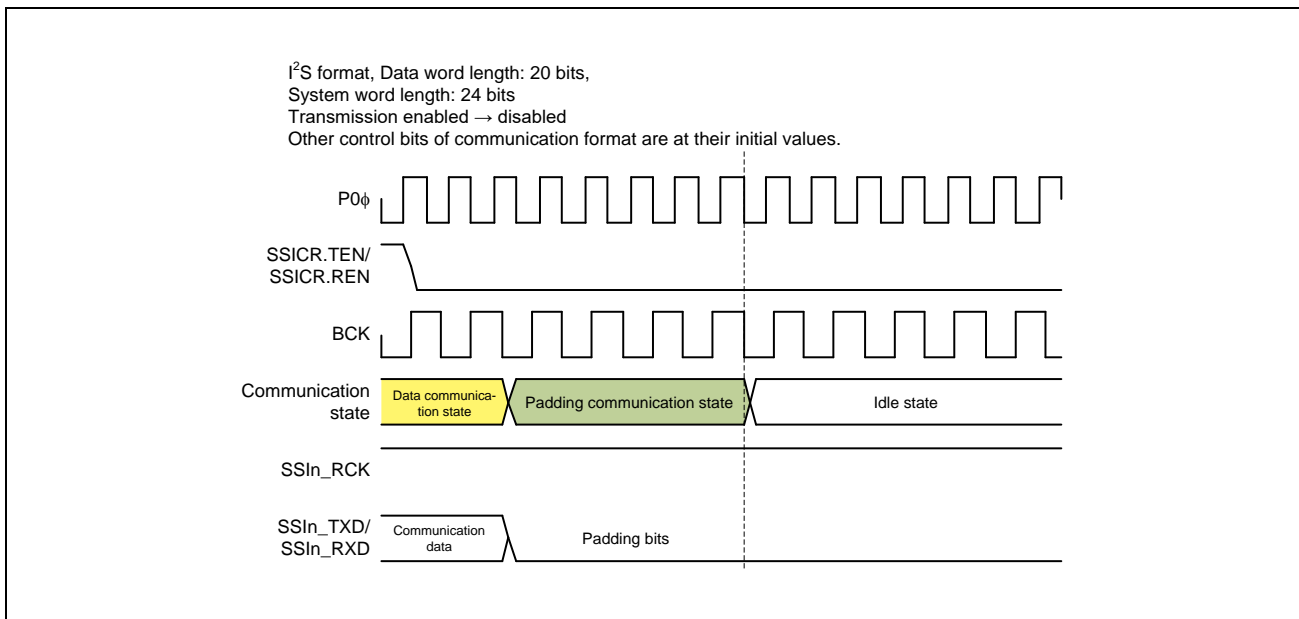 I²S format, Data word length: 20 bits,
System word length: 24 bits
Transmission enabled → disabled
Other control bits of communication format are at their initial values.
P0ϕ
SSICR.TEN/
SSICR.REN
BCK
Communication
state
Data communica-
tion state
Padding communication state
Idle state
SSIn_RCK
SSIn_TXD/
SSIn_RXD
Communication
data
Padding bits